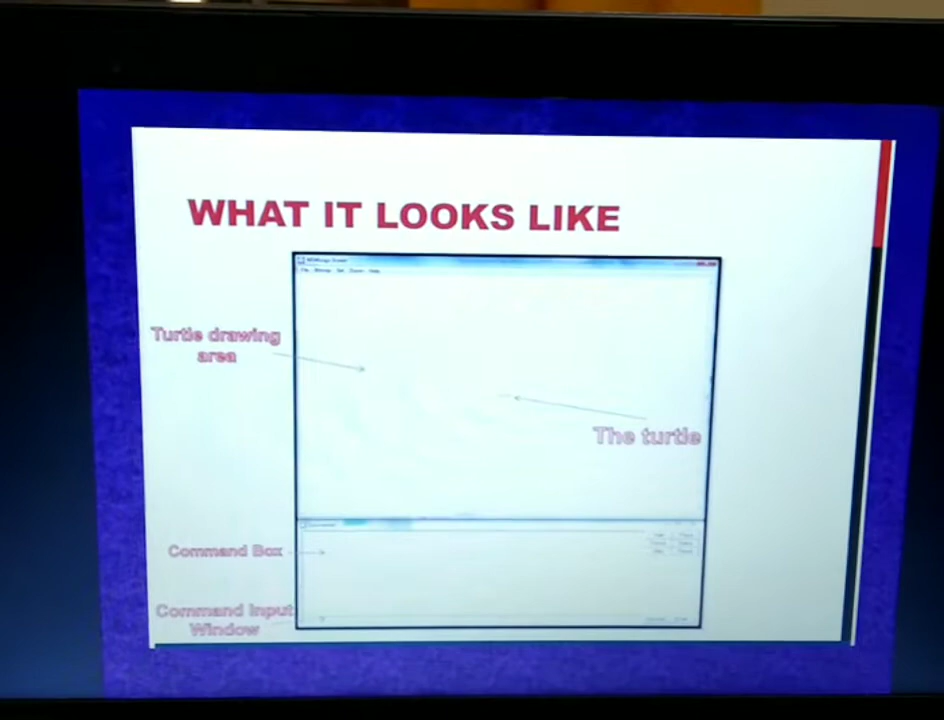 WHAT IT LOOKS LIKE
Turtle drawing
area
The turtle
Command Box
Command Input
Window